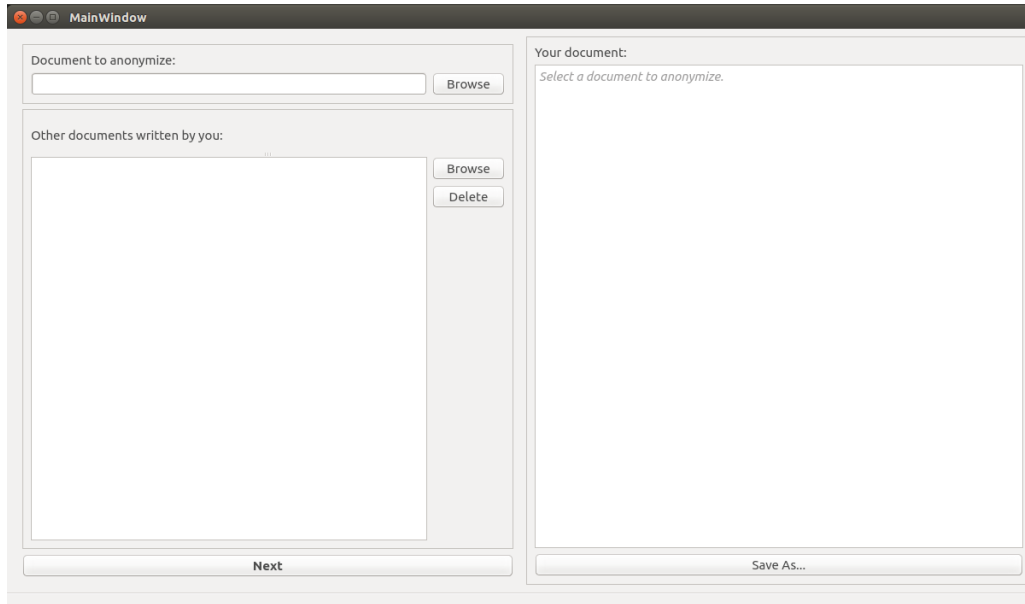 MainWindow
Document to anonymize:
Browse
Other documents written by you:
Browse
Delete
Next
Your document:
Select a document to anonymize.
Save As...